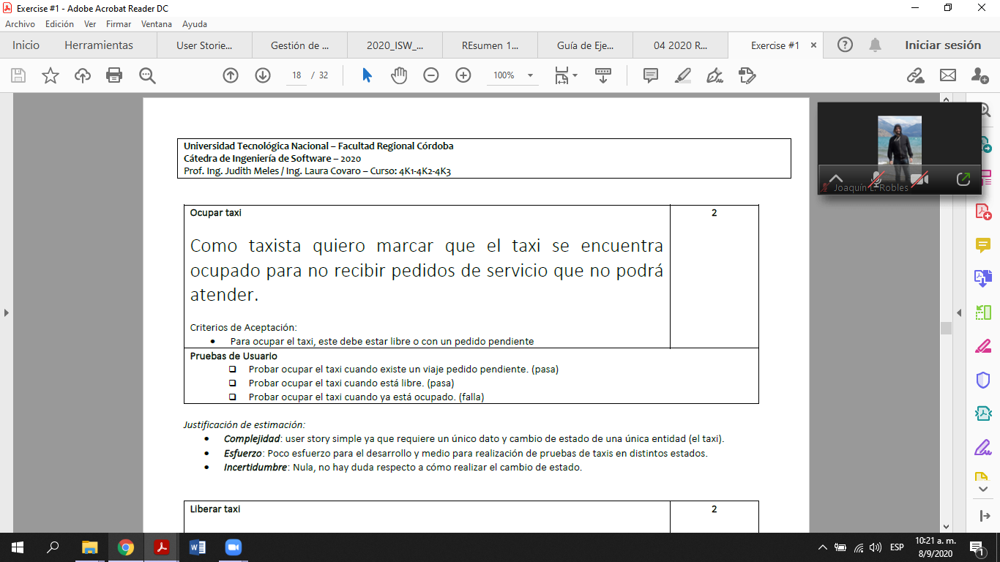 Exercise #1 - Adobe Acrobat Reader DC
Archivo Edición Ver Firmar Ventana Ayuda
Inicio Herramientas User Storie... Gestión de ... 2020_ISW_... REsumen 1... Guía de Eje... 04 2020 R... Exercise #1 Iniciar sesión
18 / 32 100%
Universidad Tecnológica Nacional – Facultad Regional Córdoba
Cátedra de Ingeniería de Software – 2020
Prof. Ing. Judith Meles / Ing. Laura Covaro – Curso: 4K1-4K2-4K3
Joaquín L. Robles
Ocupar taxi 2
Como taxista quiero marcar que el taxi se encuentra
ocupado para no recibir pedidos de servicio que no podrá
atender.
Criterios de Aceptación:
• Para ocupar el taxi, este debe estar libre o con un pedido pendiente
Pruebas de Usuario
❑ Probar ocupar el taxi cuando existe un viaje pedido pendiente. (pasa)
❑ Probar ocupar el taxi cuando está libre. (pasa)
❑ Probar ocupar el taxi cuando ya está ocupado. (falla)
Justificación de estimación:
• Complejidad: user story simple ya que requiere un único dato y cambio de estado de una única entidad (el taxi).
• Esfuerzo: Poco esfuerzo para el desarrollo y medio para realización de pruebas de taxis en distintos estados.
• Incertidumbre: Nula, no hay duda respecto a cómo realizar el cambio de estado.
Liberar taxi 2
ESP
10:21 a. m.
8/9/2020
1